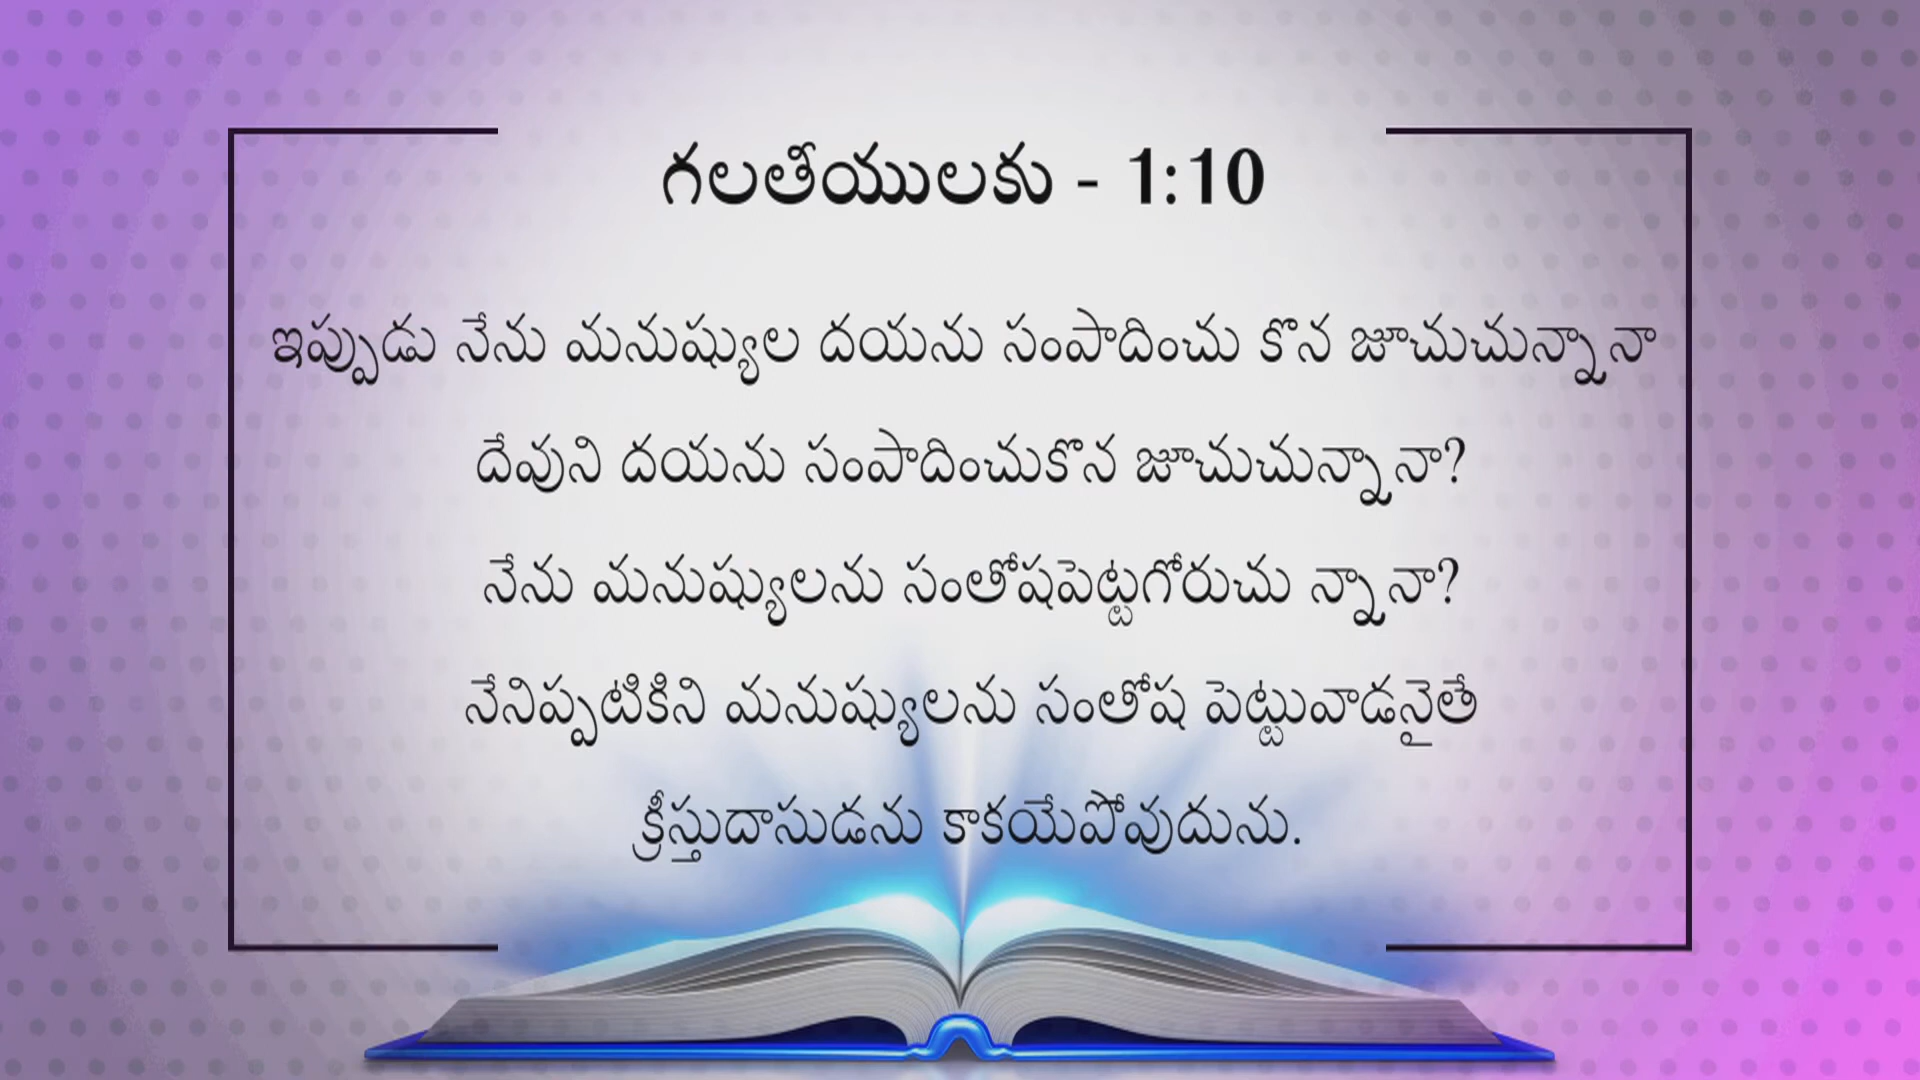 గలతీయులకు - 1:10
ఇప్పుడు నేను మనుష్యుల దయను సంపాదించు కొన జూచుచున్నానా
దేవుని దయను సంపాదించుకొన జూచుచున్నానా?
నేను మనుష్యులను సంతోషపెట్టగోరుచు న్నానా?
నేనిప్పటికిని మనుష్యులను సంతోష పెట్టువాడనైతే
క్రీస్తుదాసుడను కాకయేపోవుదును.